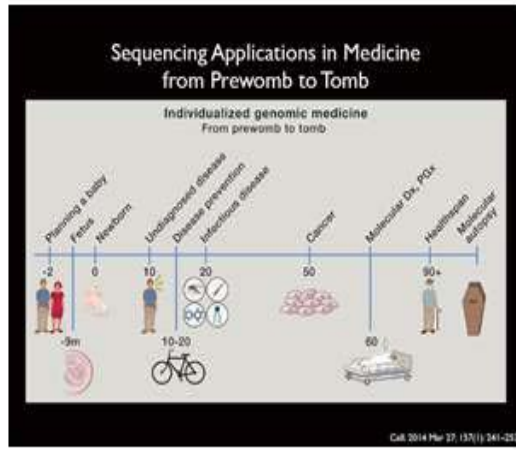 Sequencing Applications in Medicine
from Prewomb to Tomb
Individualized genomic medicine
From prewomb to tomb
Planning a baby
Fetus
Newborn
Undiagnosed disease
Disease prevention
Infectious disease
Cancer
Molecular Dx, PGx
Healthspan
Molecular
autopsy
-2
0
10
20
50
90+
-9m
10-20
60
Cell. 2014 Mar 27; 157(1): 241-253